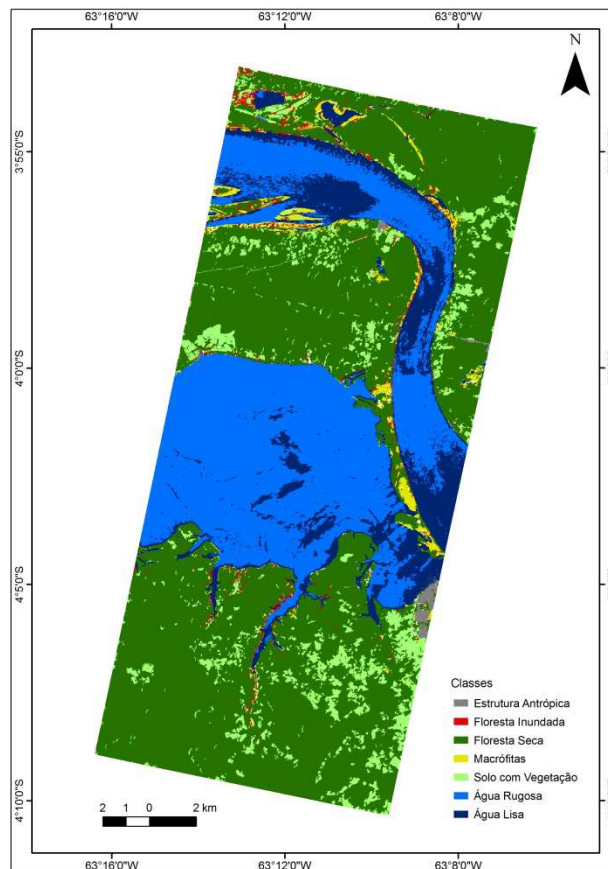 63°16'0"W 63°12'0"W 63°8'0"W
N
3°55'0"S
4°0'0"S
4°5'0"S
4°10'0"S
Classes
Estrutura Antrópica
Floresta Inundada
Floresta Seca
Macrófitas
Solo com Vegetação
Água Rugosa
Água Lisa
2 1 0 2 km
63°16'0"W 63°12'0"W 63°8'0"W